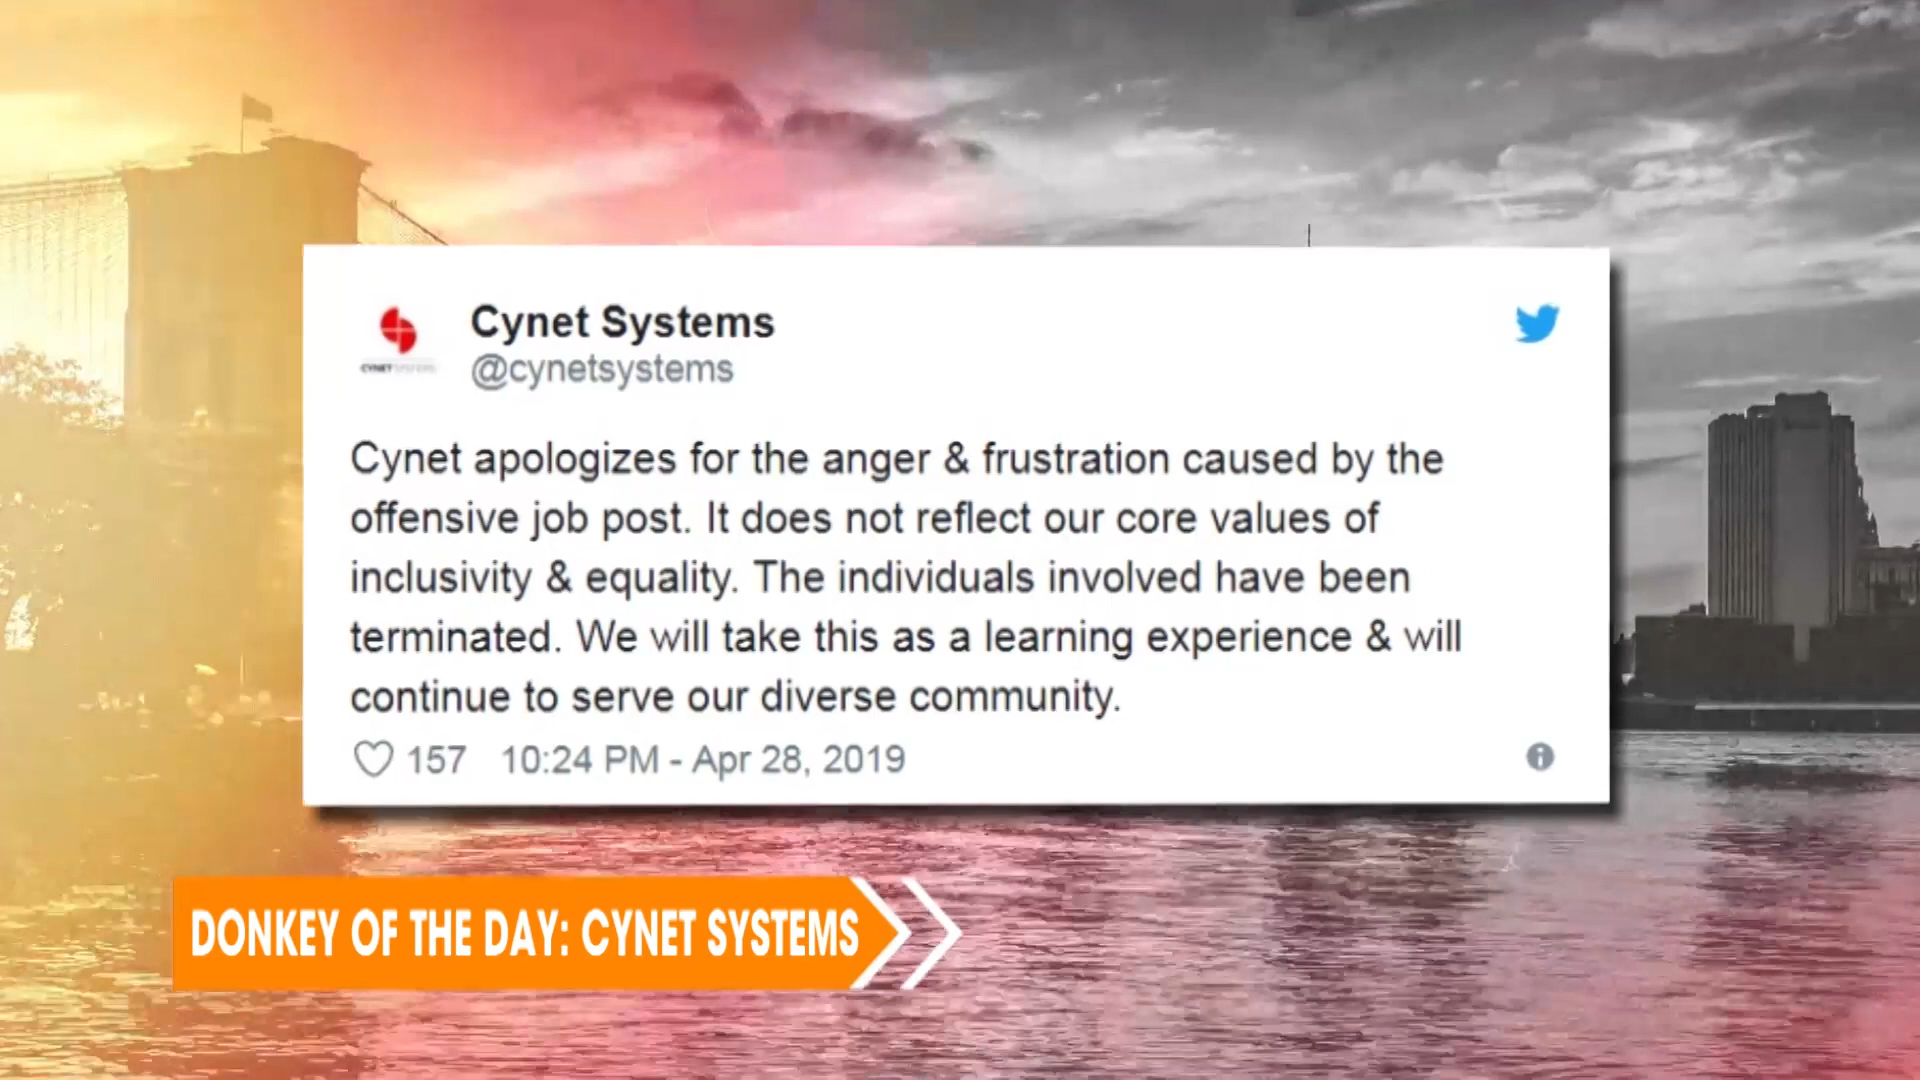 Cynet Systems
@cynetsystems
CYNET SYSTEMS
Cynet apologizes for the anger & frustration caused by the
offensive job post. It does not reflect our core values of
inclusivity & equality. The individuals involved have been
terminated. We will take this as a learning experience & will
continue to serve our diverse community.
157 10:24 PM - Apr 28, 2019
DONKEY OF THE DAY: CYNET SYSTEMS